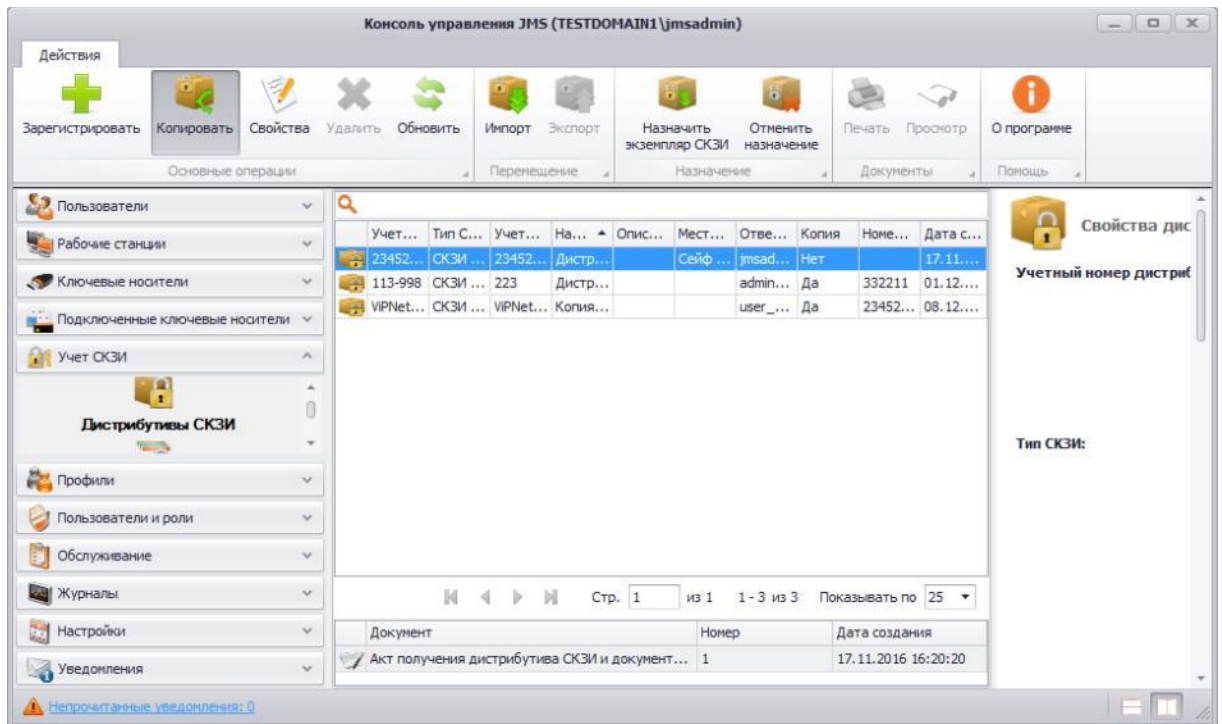 Консоль управления JMS (TESTDOMAIN1\jmsadmin)
Действия
Зарегистрировать Копировать Свойства Удалить Обновить Импорт Экспорт Назначить экземпляр СКЗИ Отменить назначение Печать Просмотр О программе
Основные операции Перемещение Назначение Документы Помощь
Пользователи
Рабочие станции
Ключевые носители
Подключенные ключевые носители
Учет СКЗИ
Дистрибутивы СКЗИ
Профили
Пользователи и роли
Обслуживание
Журналы
Настройки
Уведомления
Учет... Тип С... Учет... На... Опис... Мест... Отве... Копия Номе... Дата с...
23452... СКЗИ ... 23452... Дистр... Сейф ... jmsad... Нет 17.11....
113-998 СКЗИ ... 223 Дистр... admin... Да 332211 01.12....
ViPNet... СКЗИ ... ViPNet... Копия... user_... Да 23452... 08.12....
Стр. 1 из 1 1 - 3 из 3 Показывать по 25
Документ Номер Дата создания
Акт получения дистрибутива СКЗИ и документ... 1 17.11.2016 16:20:20
Свойства дис
Учетный номер дистриб
Тип СКЗИ:
Непрочитанные уведомления: 0